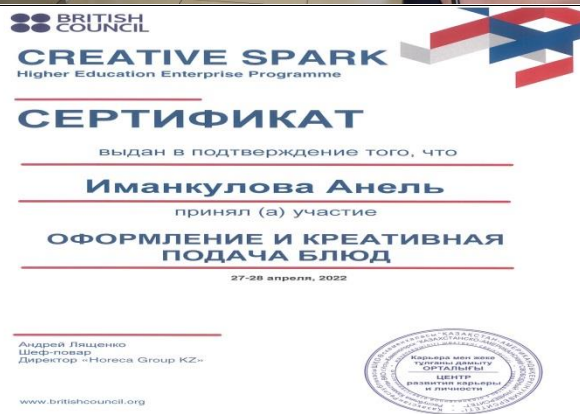 BRITISH
COUNCIL
CREATIVE SPARK
Higher Education Enterprise Programme
СЕРТИФИКАТ
выдан в подтверждение того, что
Иманкулова Анель
принял (а) участие
ОФОРМЛЕНИЕ И КРЕАТИВНАЯ
ПОДАЧА БЛЮД
27-28 апреля, 2022
Андрей Лященко
Шеф-повар
Директор «Horeca Group KZ»
www.britishcouncil.org
Карьера мен жеке
тұлғаны дамыту
ОРТАЛЫҒЫ
ЦЕНТР
развития карьеры
и личности